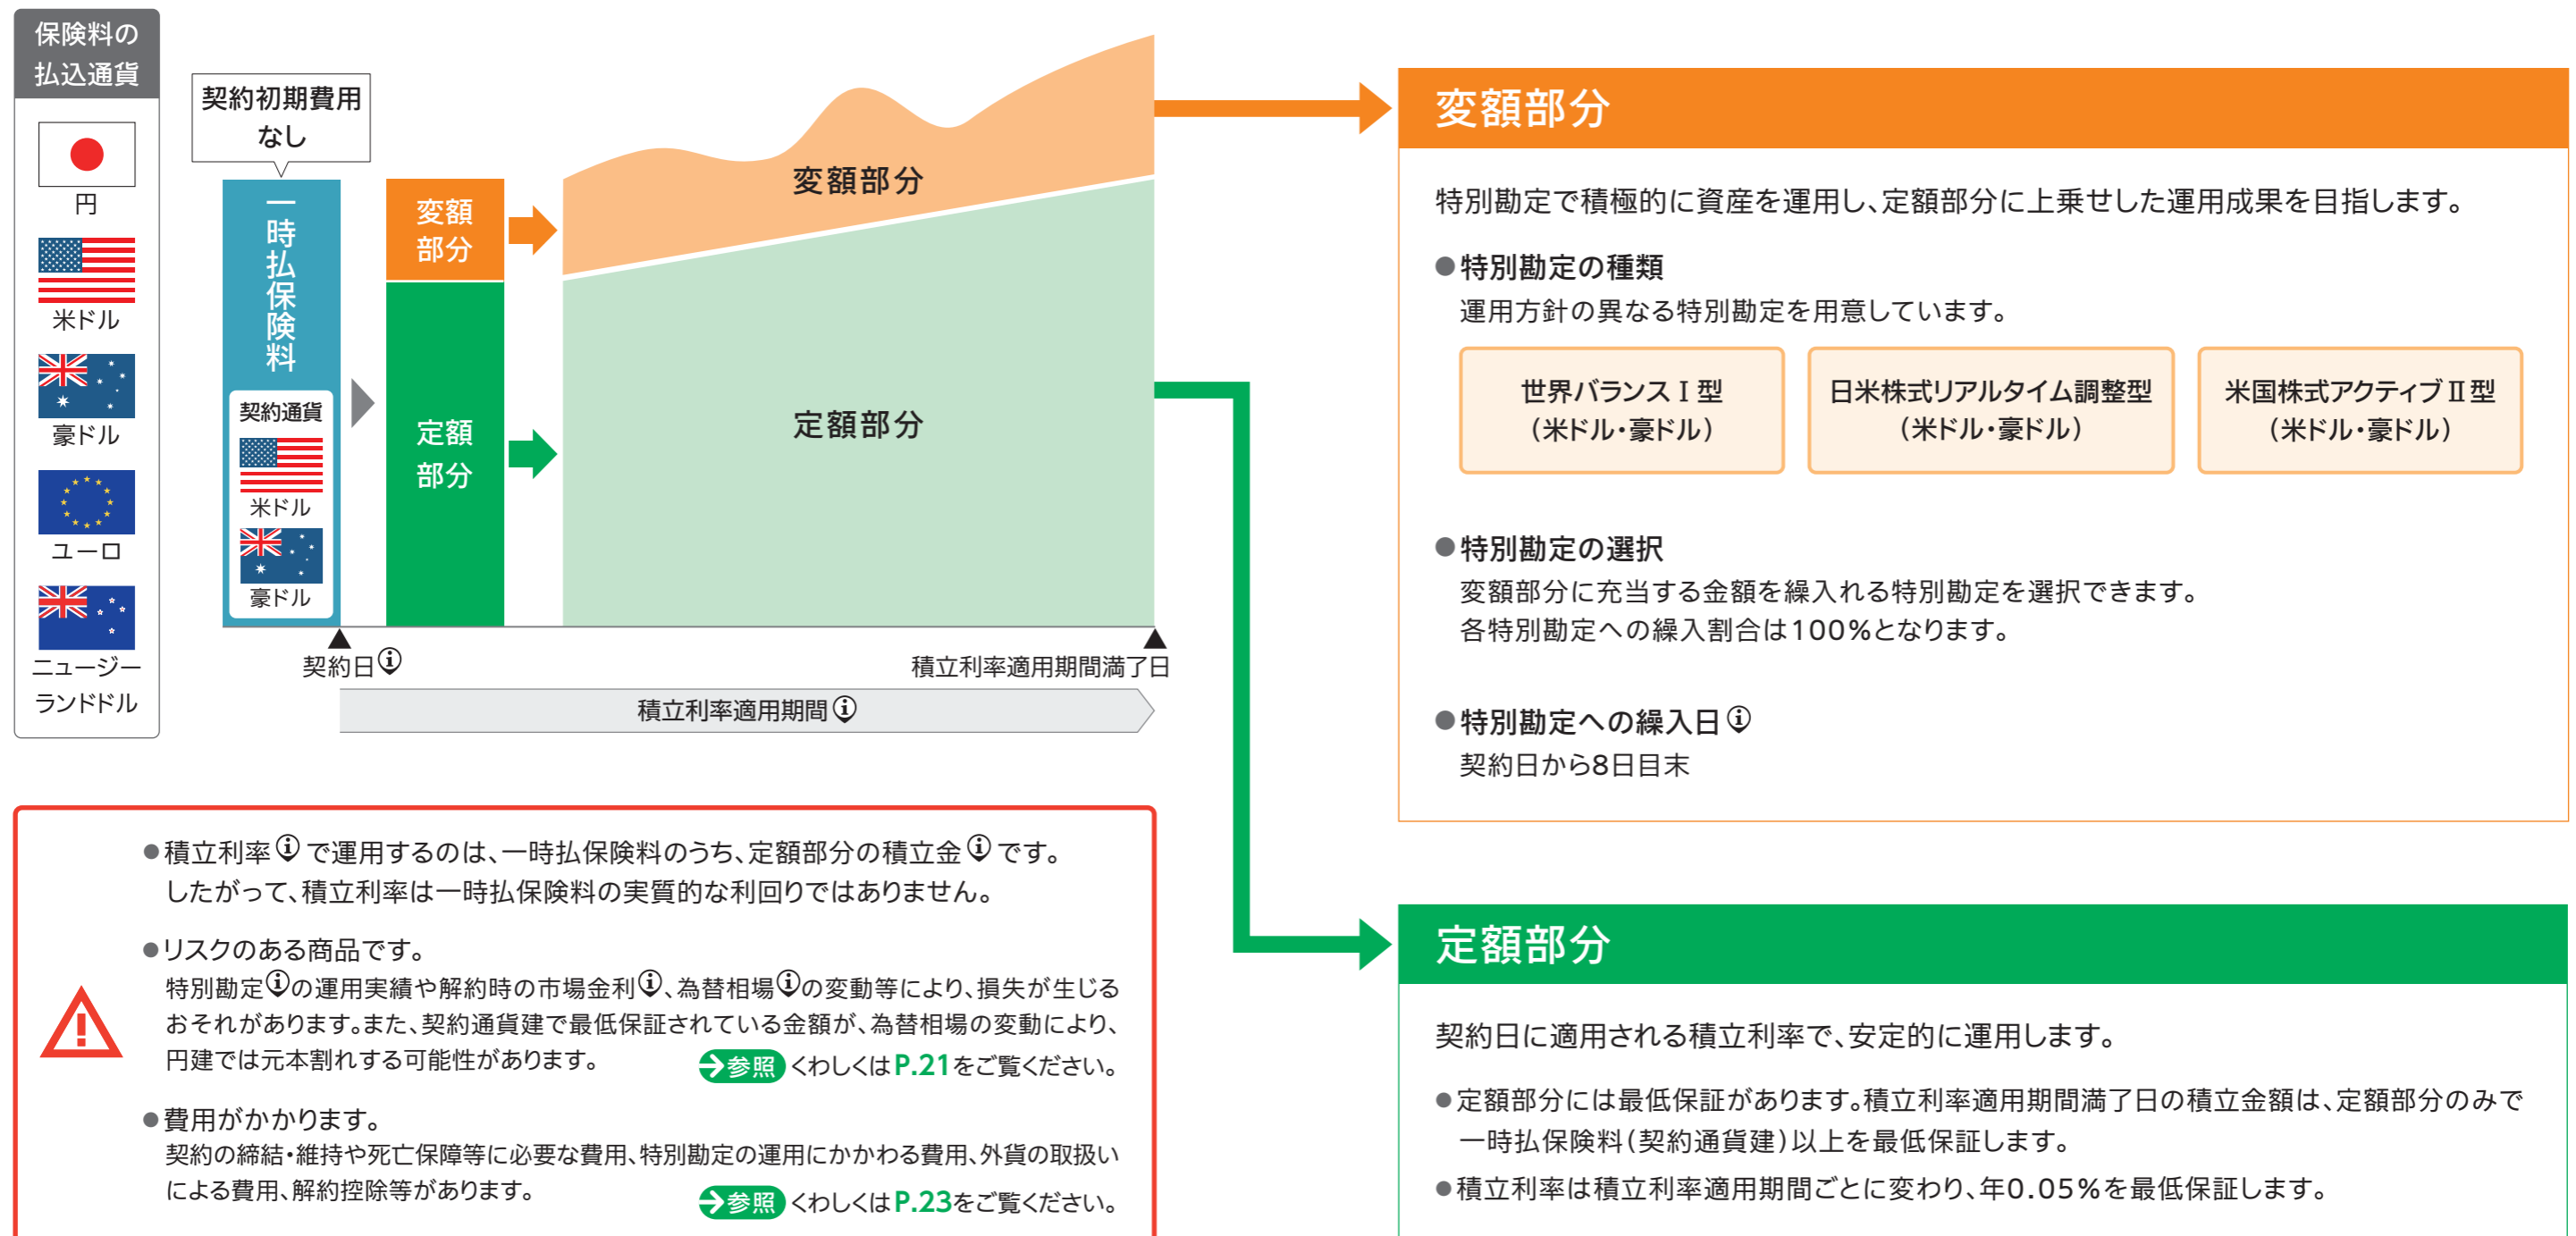 保険料の
払込通貨
円
米ドル
豪ドル
ユーロ
ニュージー
ランドドル
契約初期費用
なし
一時払保険料
契約通貨
米ドル
豪ドル
変額
部分
定額
部分
変額部分
定額部分
契約日
積立利率適用期間満了日
積立利率適用期間
●積立利率で運用するのは、一時払保険料のうち、定額部分の積立金です。
したがって、積立利率は一時払保険料の実質的な利回りではありません。
●リスクのある商品です。
特別勘定の運用実績や解約時の市場金利、為替相場の変動等により、損失が生じる
おそれがあります。また、契約通貨建で最低保証されている金額が、為替相場の変動により、
円建では元本割れする可能性があります。 →参照 くわしくはP.21をご覧ください。
●費用がかかります。
契約の締結・維持や死亡保障等に必要な費用、特別勘定の運用にかかわる費用、外貨の取扱い
による費用、解約控除等があります。 →参照 くわしくはP.23をご覧ください。
変額部分
特別勘定で積極的に資産を運用し、定額部分に上乗せした運用成果を目指します。
●特別勘定の種類
運用方針の異なる特別勘定を用意しています。
世界バランスⅠ型
（米ドル・豪ドル）
日米株式リアルタイム調整型
（米ドル・豪ドル）
米国株式アクティブⅡ型
（米ドル・豪ドル）
●特別勘定の選択
変額部分に充当する金額を繰入れる特別勘定を選択できます。
各特別勘定への繰入割合は100%となります。
●特別勘定への繰入日
契約日から8日目末
定額部分
契約日に適用される積立利率で、安定的に運用します。
●定額部分には最低保証があります。積立利率適用期間満了日の積立金額は、定額部分のみで
一時払保険料（契約通貨建）以上を最低保証します。
●積立利率は積立利率適用期間ごとに変わり、年0.05%を最低保証します。